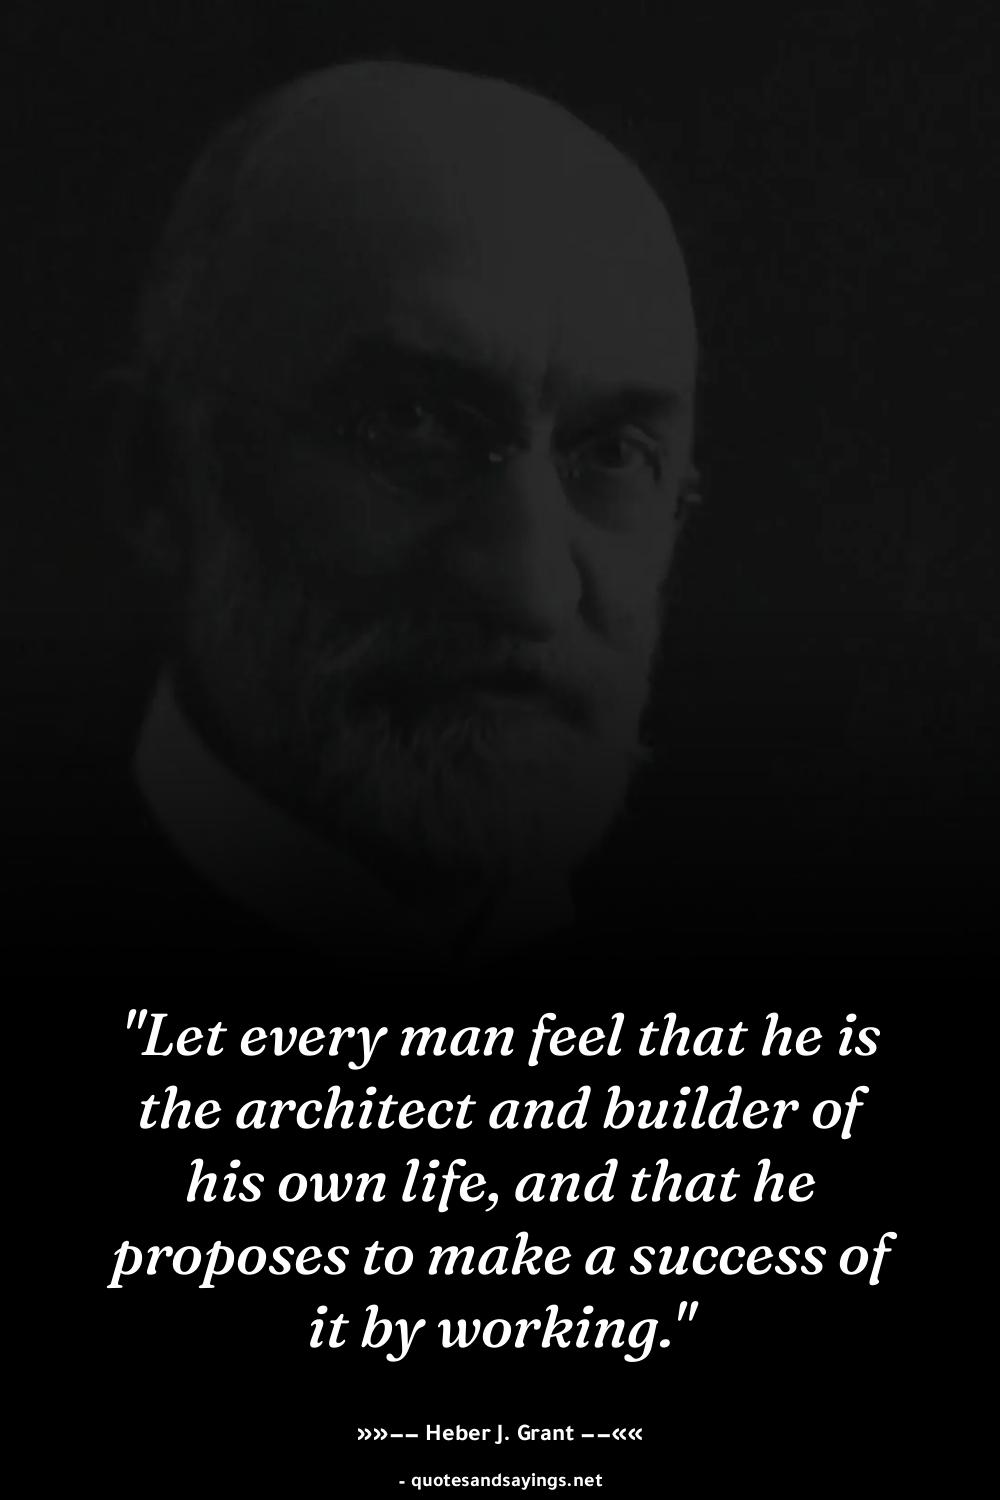 "Let every man feel that he is
the architect and builder of
his own life, and that he
proposes to make a success of
it by working."
»»−− Heber J. Grant −−««
- quotesandsayings.net